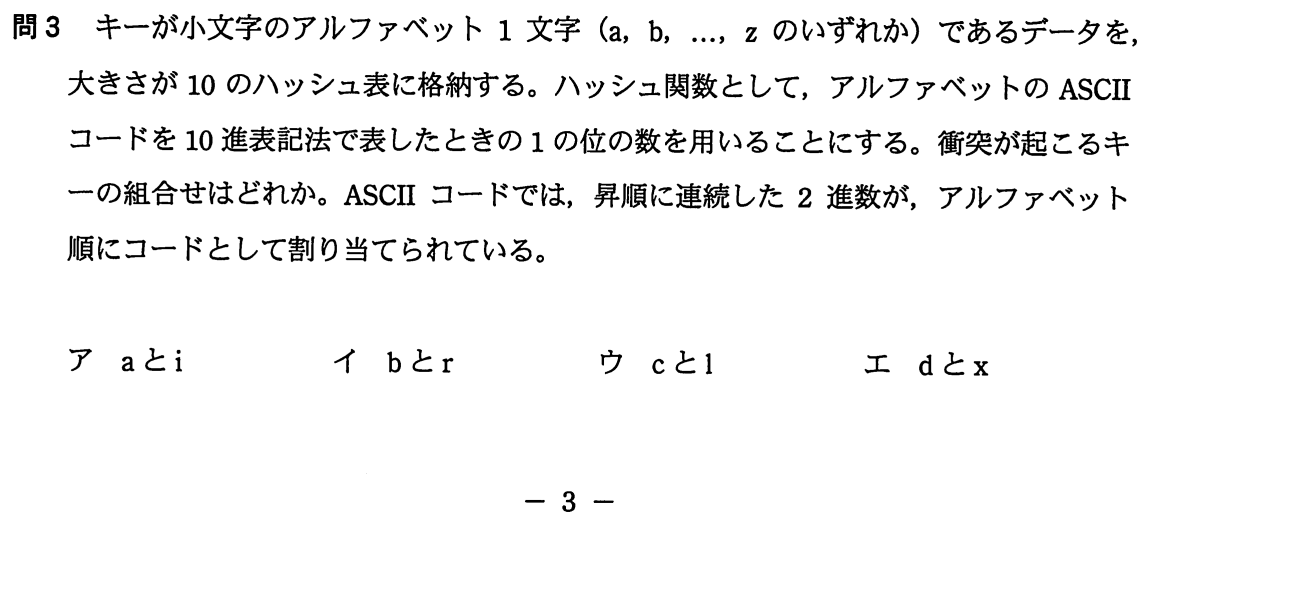 問3 キーが小文字のアルファベット 1 文字（a, b, …, z のいずれか）であるデータを,
大きさが 10 のハッシュ表に格納する。ハッシュ関数として, アルファベットの ASCII
コードを 10 進表記法で表したときの 1 の位の数を用いることにする。衝突が起こるキ
ーの組合せはどれか。ASCII コードでは, 昇順に連続した 2 進数が, アルファベット
順にコードとして割り当てられている。
ア aとi イ bとr ウ cとl エ dとx
－ 3 －